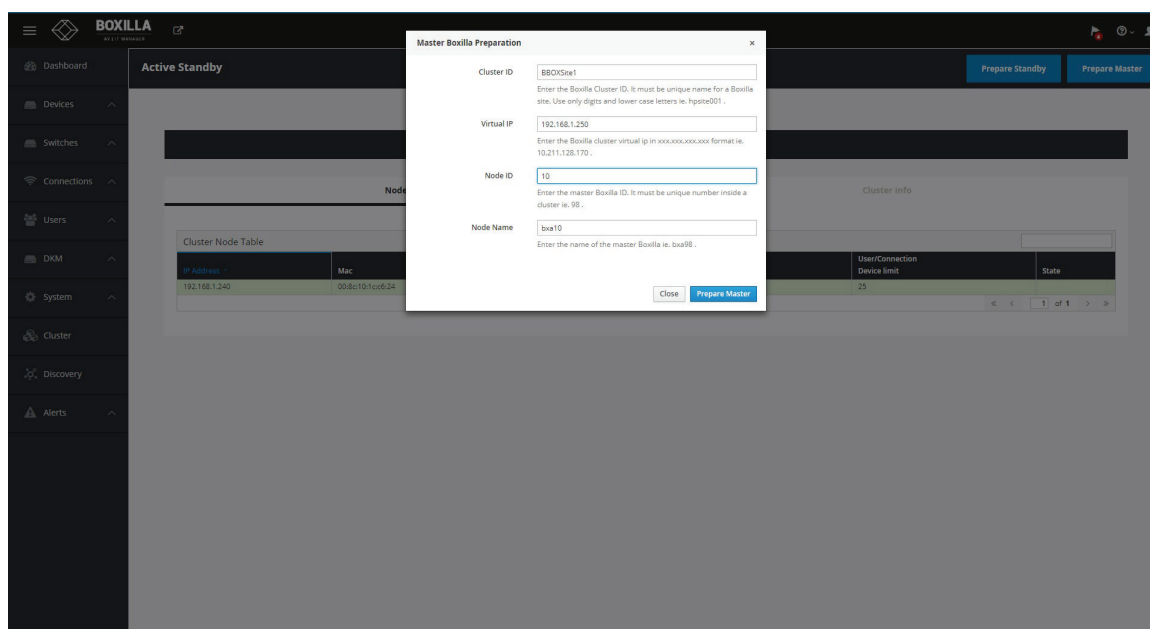 BOXILLA
Master Boxilla Preparation ×
Dashboard
Active Standby
Prepare Standby
Prepare Master
Cluster ID
BBOXSite1
Enter the Boxilla Cluster ID. It must be unique name for a Boxilla
site. Use only digits and lower case letters ie. hpsite001 .
Devices
Virtual IP
192.168.1.250
Enter the Boxilla cluster virtual ip in xxx.xxx.xxx.xxx format ie.
10.211.128.170 .
Switches
Node ID
10
Enter the master Boxilla ID. It must be unique number inside a
cluster ie. 98 .
Connections
Node
Cluster Info
Users
Node Name
bxa10
Enter the name of the master Boxilla ie. bxa98 .
Cluster Node Table
DKM
IP Address
Mac
User/Connection
Device limit
State
192.168.1.240
25
System
Close
Prepare Master
1 of 1
Cluster
Discovery
Alerts